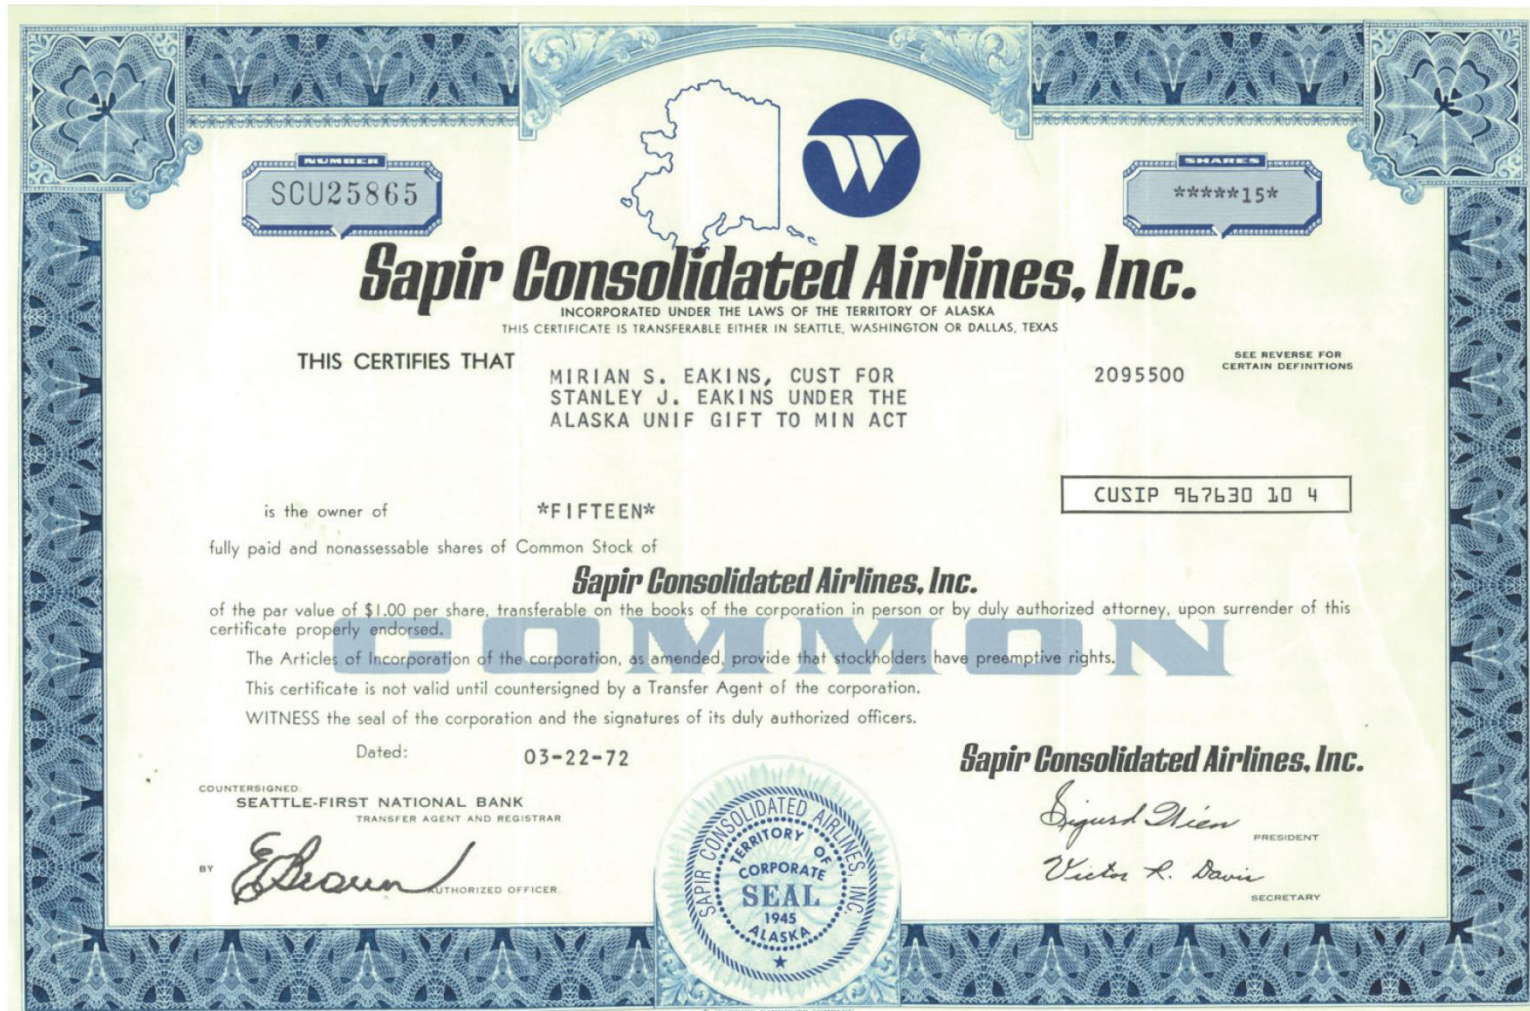 NUMBER
SCU25865
W
SHARES
*****15*
Sapir Consolidated Airlines, Inc.
INCORPORATED UNDER THE LAWS OF THE TERRITORY OF ALASKA
THIS CERTIFICATE IS TRANSFERABLE EITHER IN SEATTLE, WASHINGTON OR DALLAS, TEXAS
THIS CERTIFIES THAT
SEE REVERSE FOR
CERTAIN DEFINITIONS
MIRIAN S. EAKINS, CUST FOR
STANLEY J. EAKINS UNDER THE
ALASKA UNIF GIFT TO MIN ACT
2095500
CUSIP 967630 10 4
is the owner of
*FIFTEEN*
fully paid and nonassessable shares of Common Stock of
Sapir Consolidated Airlines, Inc.
of the par value of $1.00 per share, transferable on the books of the corporation in person or by duly authorized attorney, upon surrender of this
certificate properly endorsed.
COMMON
The Articles of Incorporation of the corporation, as amended, provide that stockholders have preemptive rights.
This certificate is not valid until countersigned by a Transfer Agent of the corporation.
WITNESS the seal of the corporation and the signatures of its duly authorized officers.
Dated:
03-22-72
Sapir Consolidated Airlines, Inc.
COUNTERSIGNED:
SEATTLE-FIRST NATIONAL BANK
TRANSFER AGENT AND REGISTRAR
BY
E Brown
AUTHORIZED OFFICER.
Sigurd Wien
PRESIDENT
Victor R. Davis
SECRETARY
SAPIR CONSOLIDATED AIRLINES, INC.
TERRITORY OF
CORPORATE
SEAL
1945
ALASKA